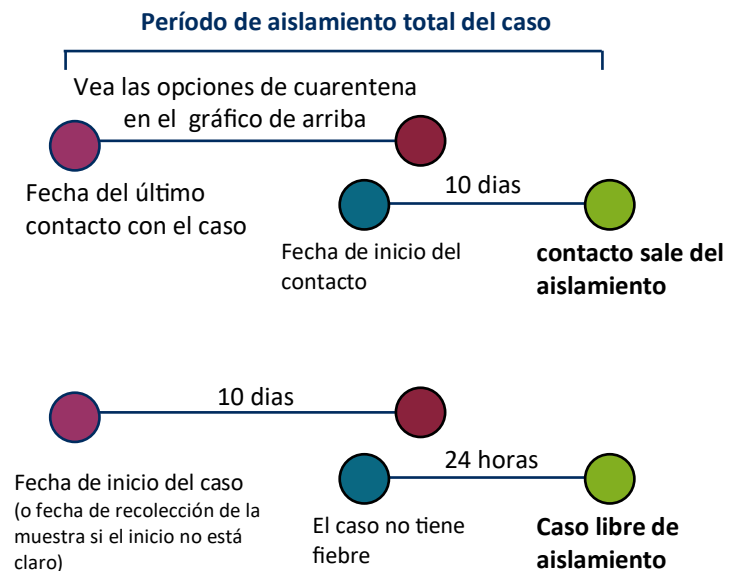 Período de aislamiento total del caso
Vea las opciones de cuarentena
en el gráfico de arriba
Fecha del último
contacto con el caso
10 dias
Fecha de inicio del
contacto
contacto sale del
aislamiento
10 dias
Fecha de inicio del caso
(o fecha de recolección de la
muestra si el inicio no está
claro)
24 horas
El caso no tiene
fiebre
Caso libre de
aislamiento